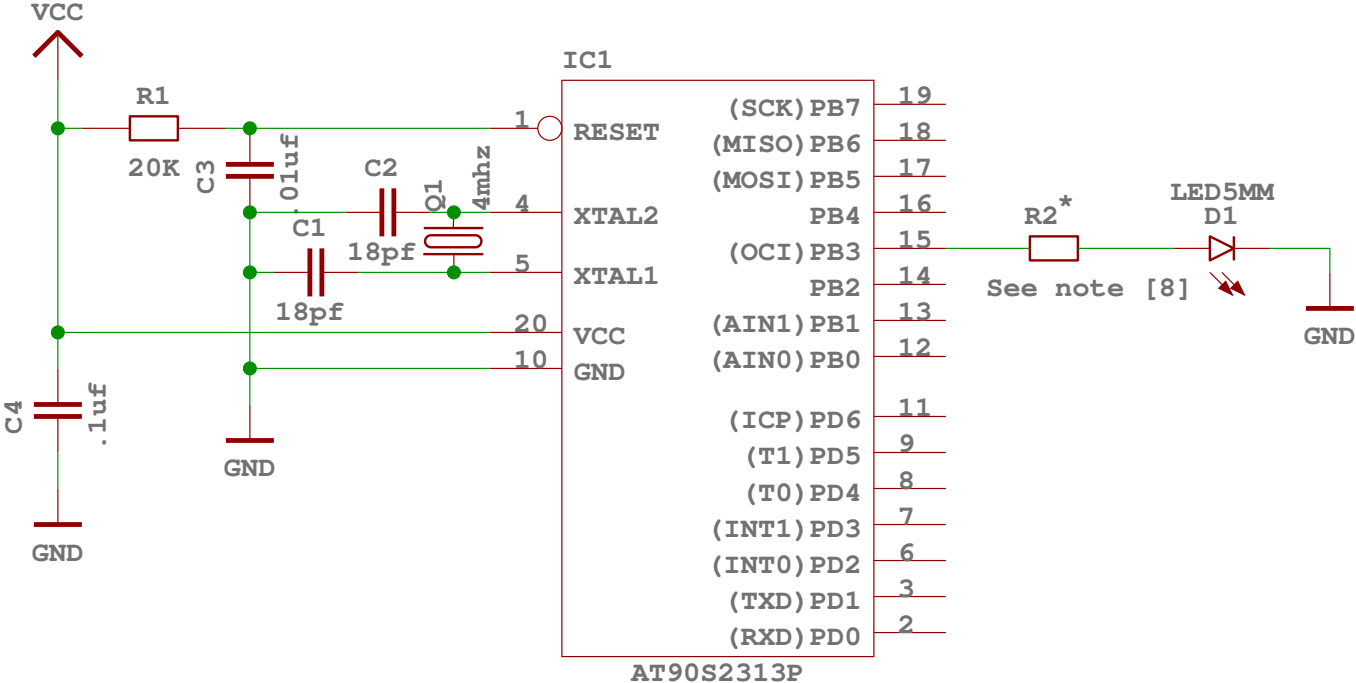 VCC
IC1
R1
20K
C3
.01uf
C2
18pf
C1
18pf
Q1
4mhz
1
RESET
4
XTAL2
5
XTAL1
20
VCC
10
GND
(SCK)PB7
19
(MISO)PB6
18
(MOSI)PB5
17
PB4
16
(OCI)PB3
15
PB2
14
(AIN1)PB1
13
(AIN0)PB0
12
(ICP)PD6
11
(T1)PD5
9
(T0)PD4
8
(INT1)PD3
7
(INT0)PD2
6
(TXD)PD1
3
(RXD)PD0
2
AT90S2313P
R2*
See note [8]
LED5MM
D1
GND
C4
.1uf
GND
GND